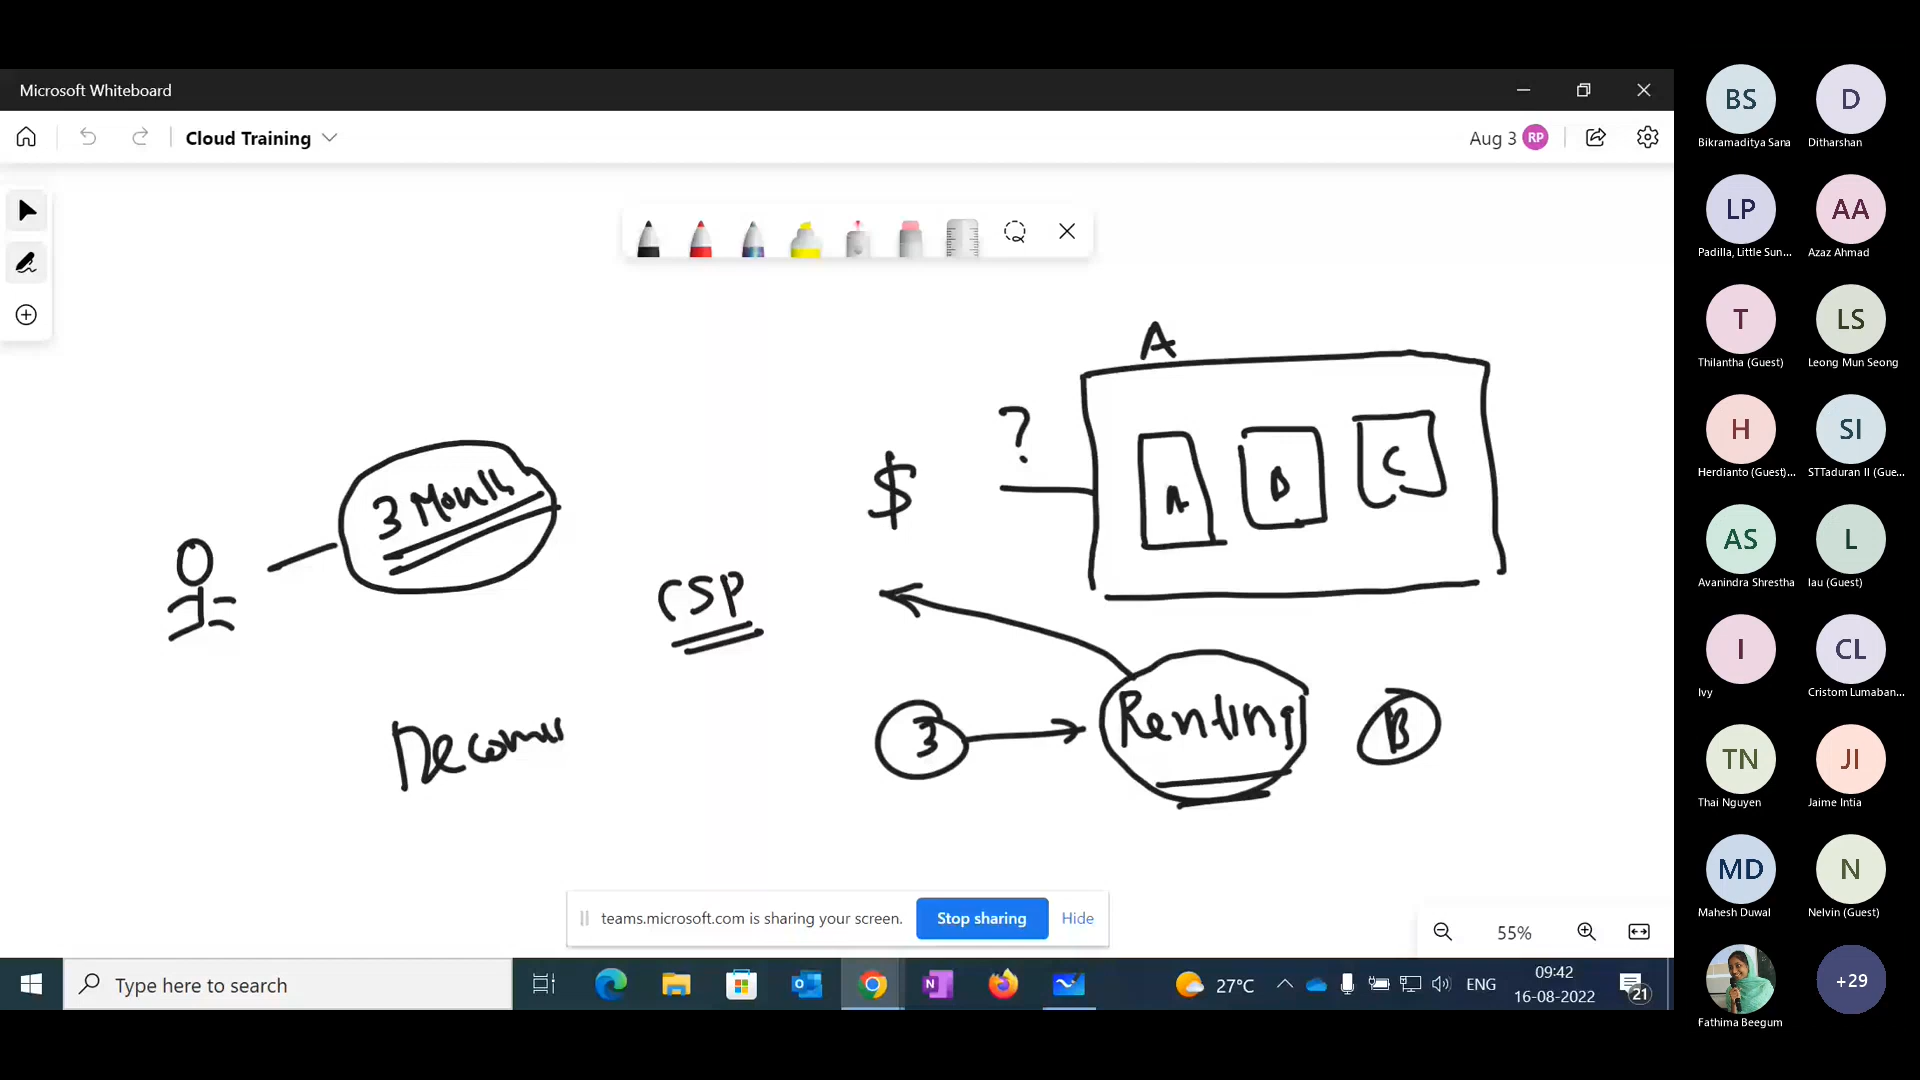 Microsoft Whiteboard
Cloud Training
Aug 3 RP
A
?
$
3 Month
A
D
C
CSP
Renting
3
B
teams.microsoft.com is sharing your screen.
Stop sharing
Hide
55%
Type here to search
27°C
ENG
09:42
16-08-2022
21
BS
D
Bikramaditya Sana
Ditharshan
LP
AA
Padilla, Little Sun...
Azaz Ahmad
T
LS
Thilantha (Guest)
Leong Mun Seong
H
SI
Herdianto (Guest)...
STTaduran II (Gue...
AS
L
Avanindra Shrestha
lau (Guest)
I
CL
Ivy
Cristom Lumaban...
TN
JI
Thai Nguyen
Jaime Intia
MD
N
Mahesh Duwal
Nelvin (Guest)
+29
Fathima Beegum